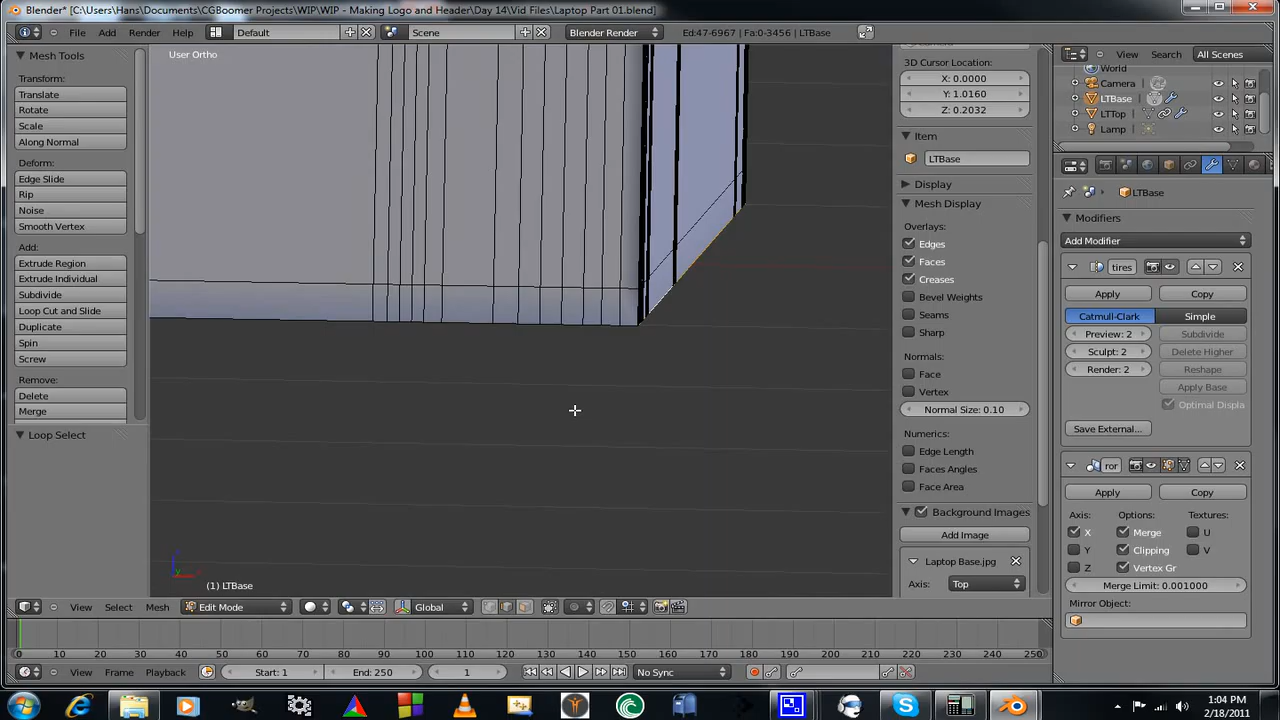 Blender* [C:\Users\Hans\Documents\CGBoomer Projects\WIP\WIP - Making Logo and Header\Day 14\Vid Files\Laptop Part 01.blend]
File Add Render Help Default Scene Blender Render Ed:47-6967 | Fa:0-3456 | LTBase
Mesh Tools
Transform:
Translate
Rotate
Scale
Along Normal
Deform:
Edge Slide
Rip
Noise
Smooth Vertex
Add:
Extrude Region
Extrude Individual
Subdivide
Loop Cut and Slide
Duplicate
Spin
Screw
Remove:
Delete
Merge
Loop Select
User Ortho
(1) LTBase
3D Cursor Location:
X: 0.0000
Y: 1.0160
Z: 0.2032
Item
LTBase
Display
Mesh Display
Overlays:
Edges
Faces
Creases
Bevel Weights
Seams
Sharp
Normals:
Face
Vertex
Normal Size: 0.10
Numerics:
Edge Length
Faces Angles
Face Area
Background Images
Add Image
Laptop Base.jpg
Axis: Top
View Search All Scenes
World
Camera
LTBase
LTTop
Lamp
LTBase
Modifiers
Add Modifier
tires
Apply Copy
Catmull-Clark Simple
Preview: 2 Subdivide
Sculpt: 2 Delete Higher
Render: 2 Reshape
Apply Base
Optimal Displa
Save External...
ror
Apply Copy
Axis: Options: Textures:
X Merge U
Y Clipping V
Z Vertex Gr
Merge Limit: 0.001000
Mirror Object:
View Select Mesh Edit Mode Global
0 10 20 30 40 50 60 70 80 90 100 110 120 130 140 150 160 170 180 190 200 210 220 230 240 250
View Frame Playback Start: 1 End: 250 1 No Sync
1:04 PM
2/18/2011